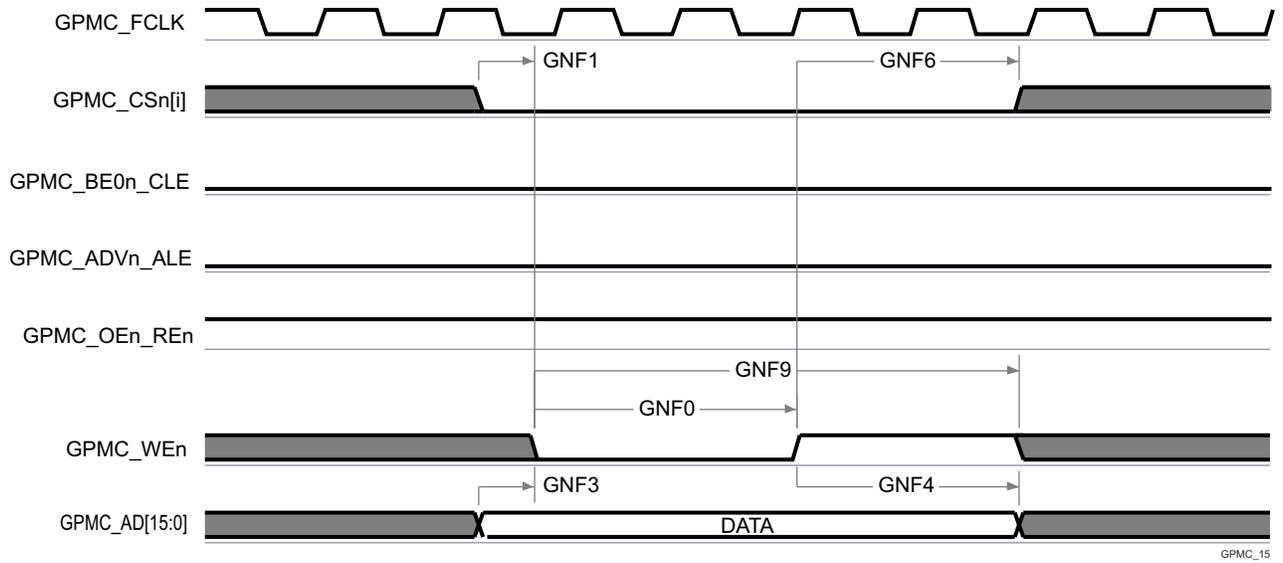 GPMC_FCLK
GNF1
GNF6
GPMC_CSn[i]
GPMC_BE0n_CLE
GPMC_ADVn_ALE
GPMC_OEn_REn
GNF9
GNF0
GPMC_WEn
GNF3
GNF4
GPMC_AD[15:0]
DATA
GPMC_15